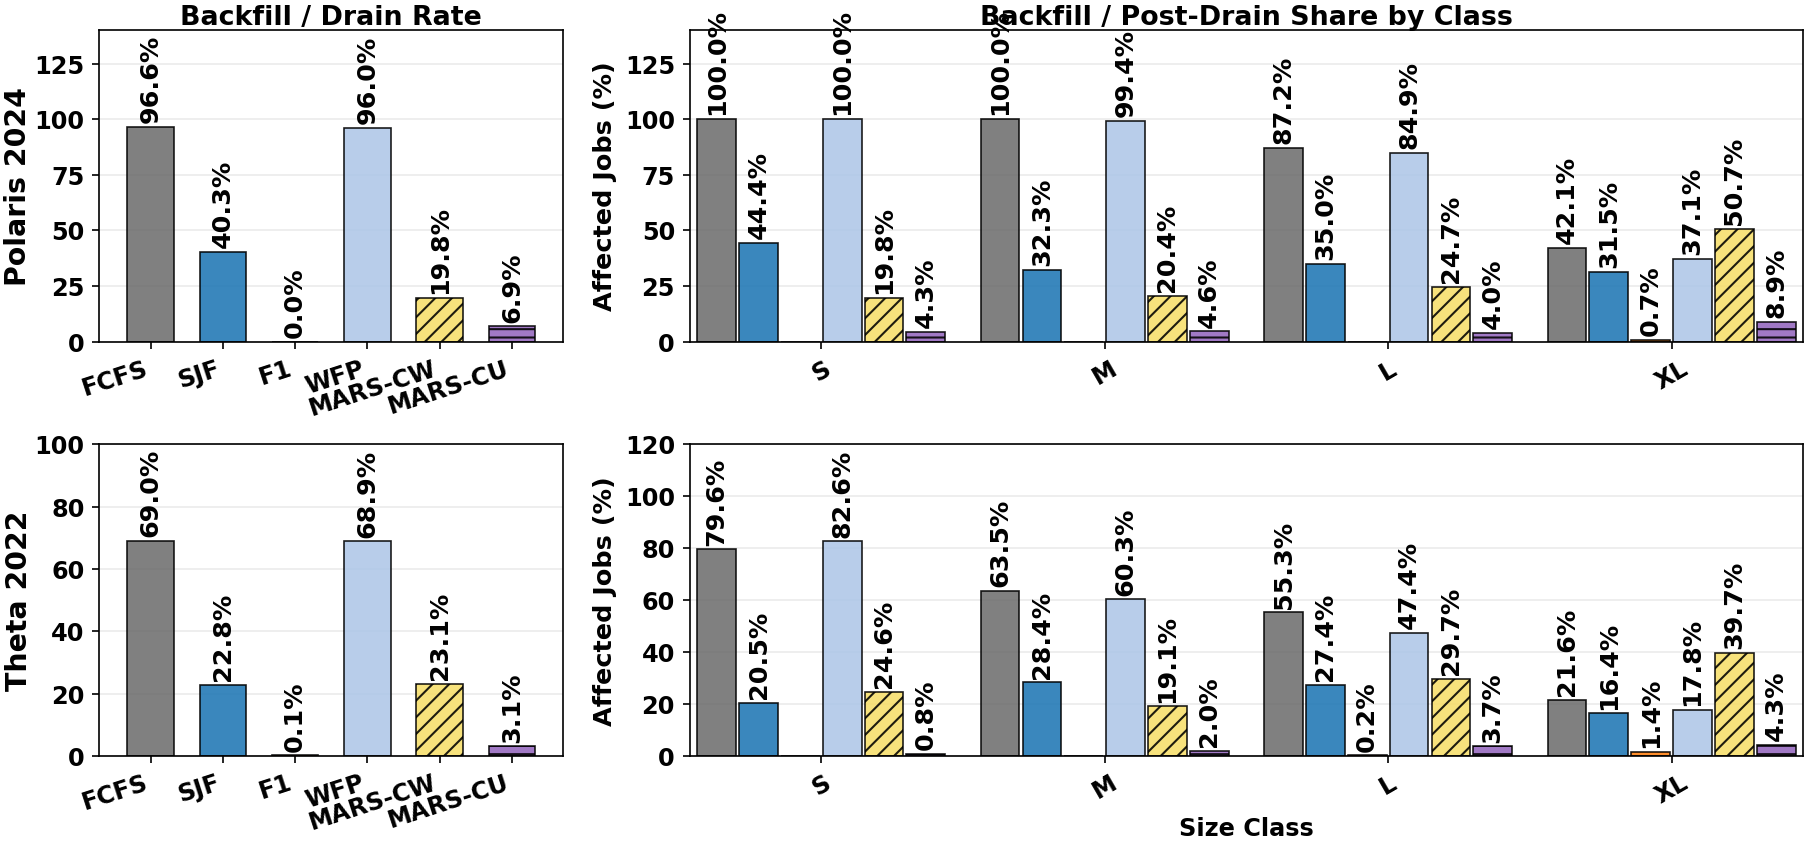 Backfill / Drain Rate
Polaris 2024
125
100
75
50
25
0
96.6%
40.3%
0.0%
96.0%
19.8%
6.9%
FCFS
SJF
F1
WFP
MARS-CW
MARS-CU
Backfill / Post-Drain Share by Class
Affected Jobs (%)
125
100
75
50
25
0
100.0%
44.4%
100.0%
19.8%
4.3%
100.0%
32.3%
99.4%
20.4%
4.6%
87.2%
35.0%
84.9%
24.7%
4.0%
42.1%
31.5%
0.7%
37.1%
50.7%
8.9%
S
M
L
XL
Theta 2022
100
80
60
40
20
0
69.0%
22.8%
0.1%
68.9%
23.1%
3.1%
FCFS
SJF
F1
WFP
MARS-CW
MARS-CU
Affected Jobs (%)
120
100
80
60
40
20
0
79.6%
20.5%
82.6%
24.6%
0.8%
63.5%
28.4%
60.3%
19.1%
2.0%
55.3%
27.4%
0.2%
47.4%
29.7%
3.7%
21.6%
16.4%
1.4%
17.8%
39.7%
4.3%
S
M
L
XL
Size Class